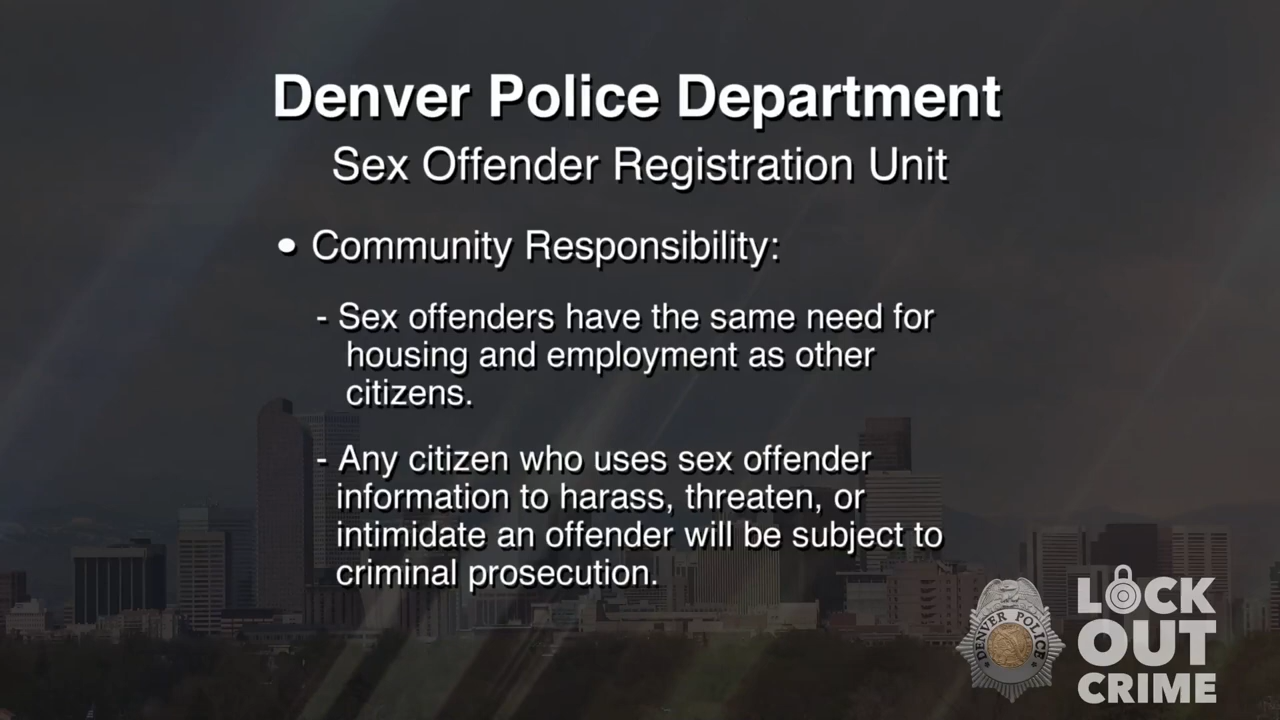 Denver Police Department
Sex Offender Registration Unit
• Community Responsibility:
- Sex offenders have the same need for
housing and employment as other
citizens.
- Any citizen who uses sex offender
information to harass, threaten, or
intimidate an offender will be subject to
criminal prosecution.
DENVER POLICE
LOCK
OUT
CRIME